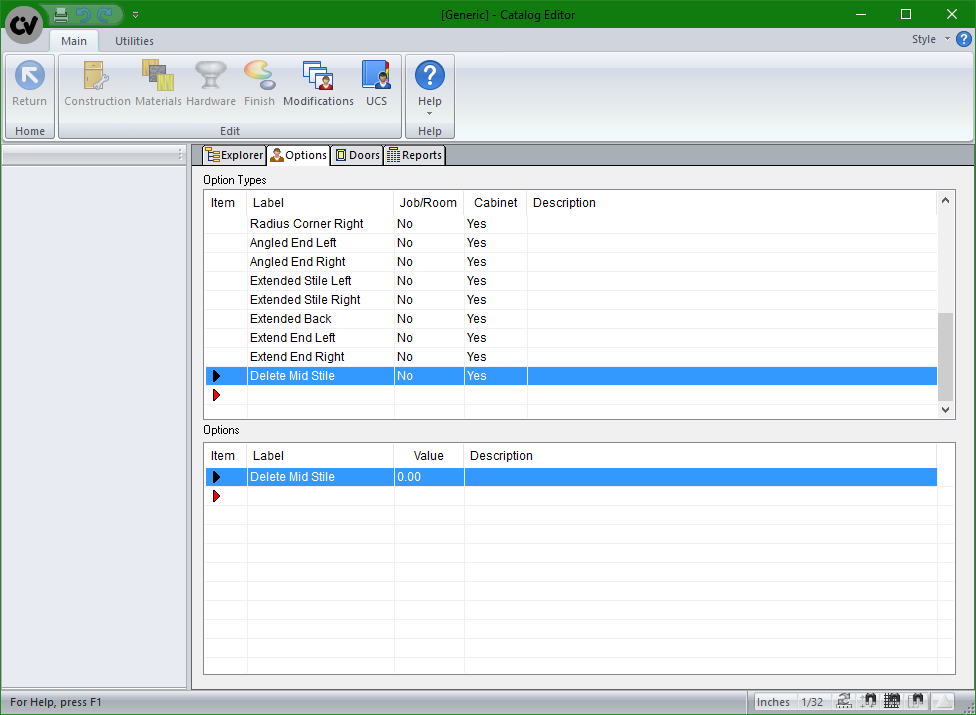 [Generic] - Catalog Editor
CV
Main Utilities
Style
Return Construction Materials Hardware Finish Modifications UCS Help
Home Edit Help
Explorer Options Doors Reports
Option Types
Item Label Job/Room Cabinet Description
Radius Corner Right No Yes
Angled End Left No Yes
Angled End Right No Yes
Extended Stile Left No Yes
Extended Stile Right No Yes
Extended Back No Yes
Extend End Left No Yes
Extend End Right No Yes
Delete Mid Stile No Yes
Options
Item Label Value Description
Delete Mid Stile 0.00
For Help, press F1 Inches 1/32